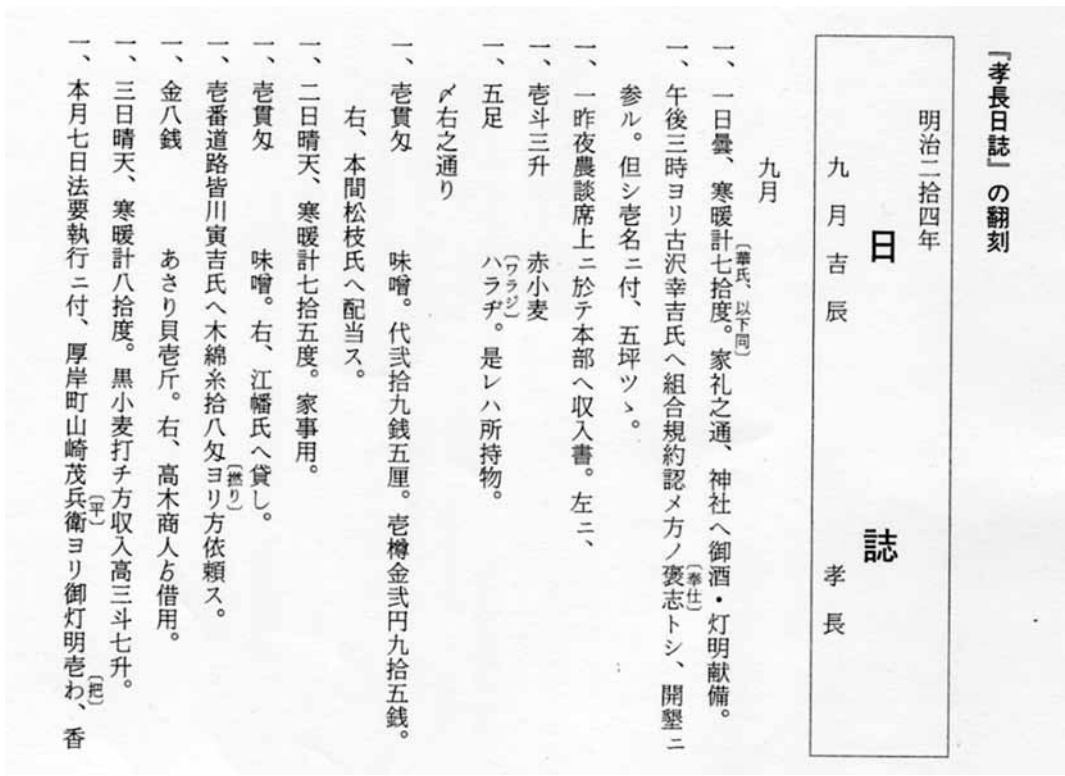 『孝長日誌』の翻刻
明治二拾四年
日誌
九月吉辰　孝長
九月
一、一日曇、寒暖計七拾度。〔華氏、以下同〕家礼之通、神社へ御酒・灯明献備。
一、午後三時ヨリ古沢幸吉氏へ組合規約認メ方ノ褒志〔奉仕〕トシ、開墾ニ
参ル。但シ壱名ニ付、五坪ツヽ。
一、一昨夜農談席上ニ於テ本部へ収入書。左ニ、
一、壱斗三升　赤小麦
一、五足　ハラヂ〔ワラジ〕。是レハ所持物。
〆右之通り
一、壱貫匁　味噌。代弐拾九銭五厘。壱樽金弐円九拾五銭。
右、本間松枝氏へ配当ス。
一、二日晴天、寒暖計七拾五度。家事用。
一、壱貫匁　味噌。右、江幡氏へ貸し。
一、壱番道路皆川寅吉氏へ木綿糸拾八匁ヨリ〔撚り〕方依頼ス。
一、金八銭　あさり貝壱斤。右、高木商人ゟ借用。
一、三日晴天、寒暖計八拾度。黒小麦打チ方収入高三斗七升。
一、本月七日法要執行ニ付、厚岸町山崎茂兵〔平〕衛ヨリ御灯明壱わ〔把〕、香